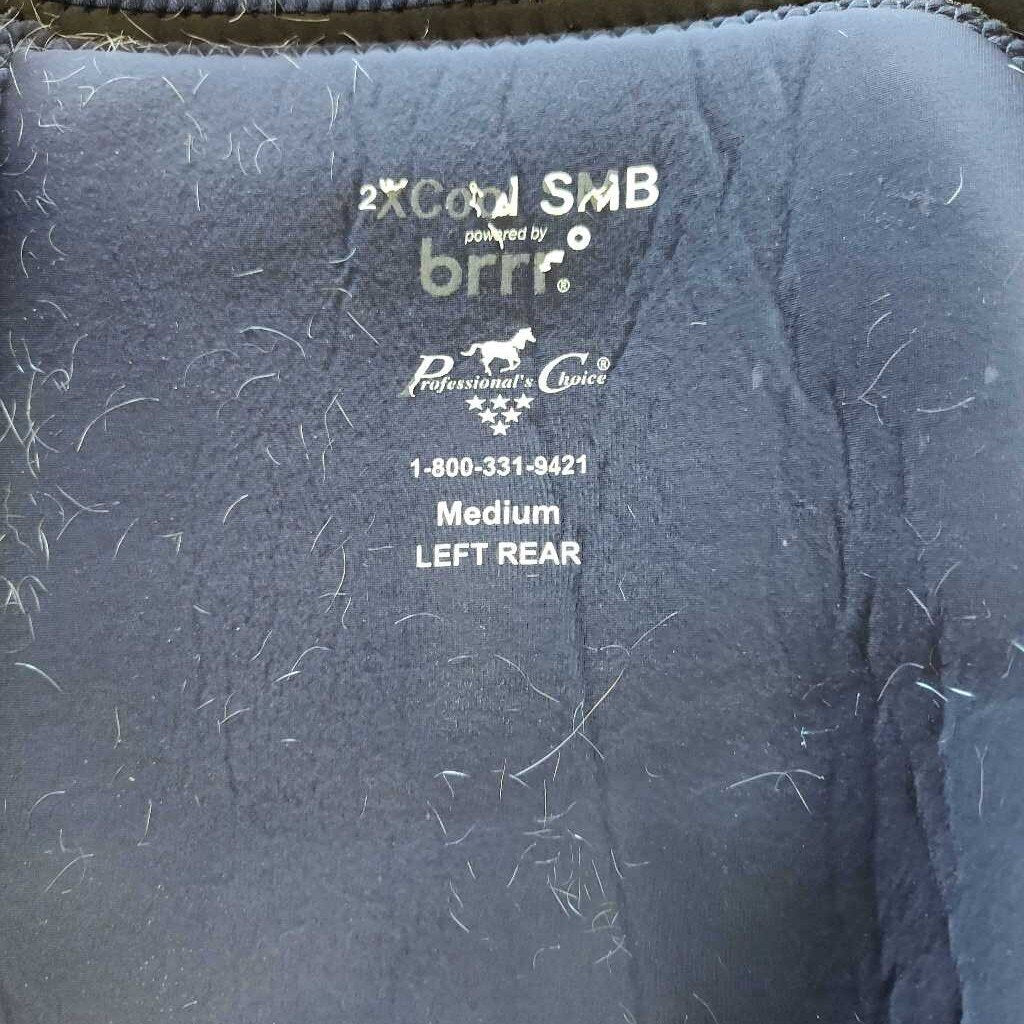 2XCool SMB
powered by
brrr.°®
Professional's Choice®
1-800-331-9421
Medium
LEFT REAR